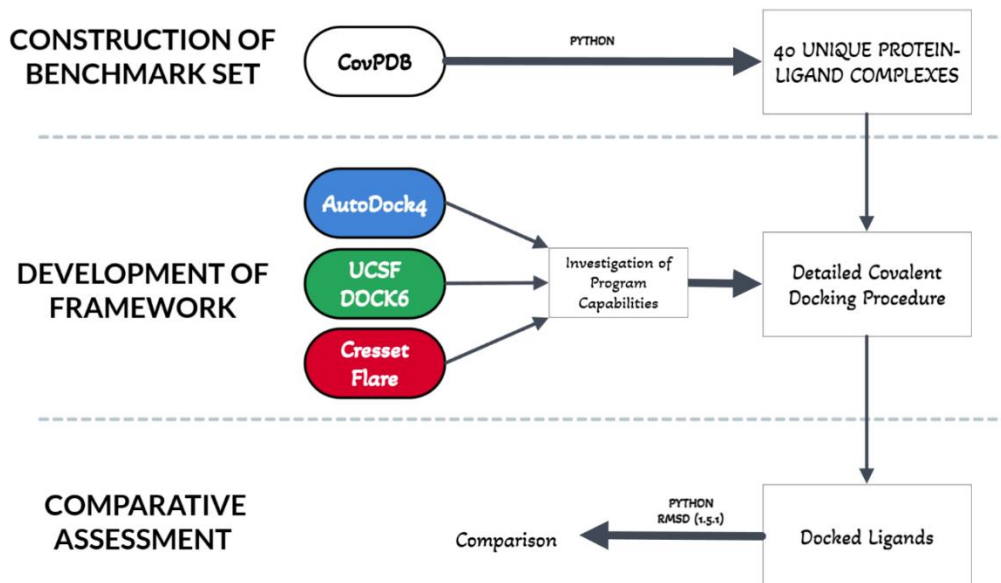 CONSTRUCTION OF
BENCHMARK SET
CovPDB
PYTHON
40 UNIQUE PROTEIN-
LIGAND COMPLEXES
DEVELOPMENT OF
FRAMEWORK
AutoDock4
UCSF
DOCK6
Cresset
Flare
Investigation of
Program
Capabilities
Detailed Covalent
Docking Procedure
COMPARATIVE
ASSESSMENT
Comparison
PYTHON
RMSD (1.5.1)
Docked Ligands